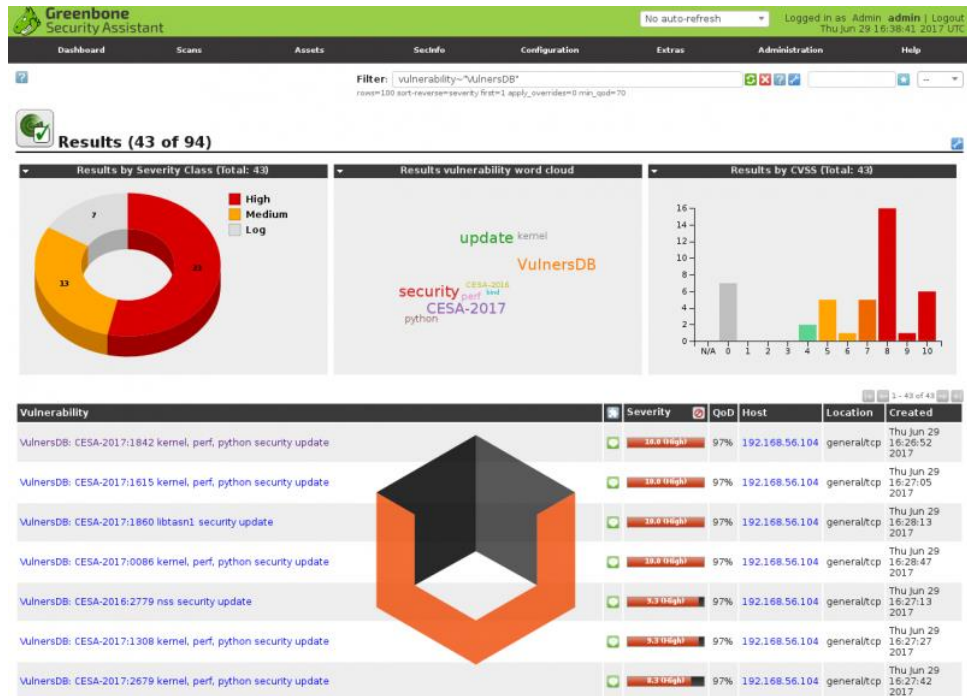 Greenbone
Security Assistant
No auto-refresh
Logged in as Admin admin | Logout
Thu Jun 29 16:38:41 2017 UTC
Dashboard Scans Assets SecInfo Configuration Extras Administration Help
Filter: vulnerability~"VulnersDB"
rows=100 sort-reverse=severity first=1 apply_overrides=0 min_qod=70
--
Results (43 of 94)
Results by Severity Class (Total: 43)
7
13
23
High
Medium
Log
Results vulnerability word cloud
update kernel
VulnersDB
CESA-2016
security perf bind
CESA-2017
python
Results by CVSS (Total: 43)
16
14
12
10
8
6
4
2
0
N/A 0 1 2 3 4 5 6 7 8 9 10
1 - 43 of 43
Vulnerability Severity QoD Host Location Created
VulnersDB: CESA-2017:1842 kernel, perf, python security update 10.0 (High) 97% 192.168.56.104 general/tcp Thu Jun 29 16:26:52 2017
VulnersDB: CESA-2017:1615 kernel, perf, python security update 10.0 (High) 97% 192.168.56.104 general/tcp Thu Jun 29 16:27:05 2017
VulnersDB: CESA-2017:1860 libtasn1 security update 10.0 (High) 97% 192.168.56.104 general/tcp Thu Jun 29 16:28:13 2017
VulnersDB: CESA-2017:0086 kernel, perf, python security update 10.0 (High) 97% 192.168.56.104 general/tcp Thu Jun 29 16:28:47 2017
VulnersDB: CESA-2016:2779 nss security update 9.3 (High) 97% 192.168.56.104 general/tcp Thu Jun 29 16:27:13 2017
VulnersDB: CESA-2017:1308 kernel, perf, python security update 9.3 (High) 97% 192.168.56.104 general/tcp Thu Jun 29 16:27:27 2017
VulnersDB: CESA-2017:2679 kernel, perf, python security update 8.3 (High) 97% 192.168.56.104 general/tcp Thu Jun 29 16:27:42 2017